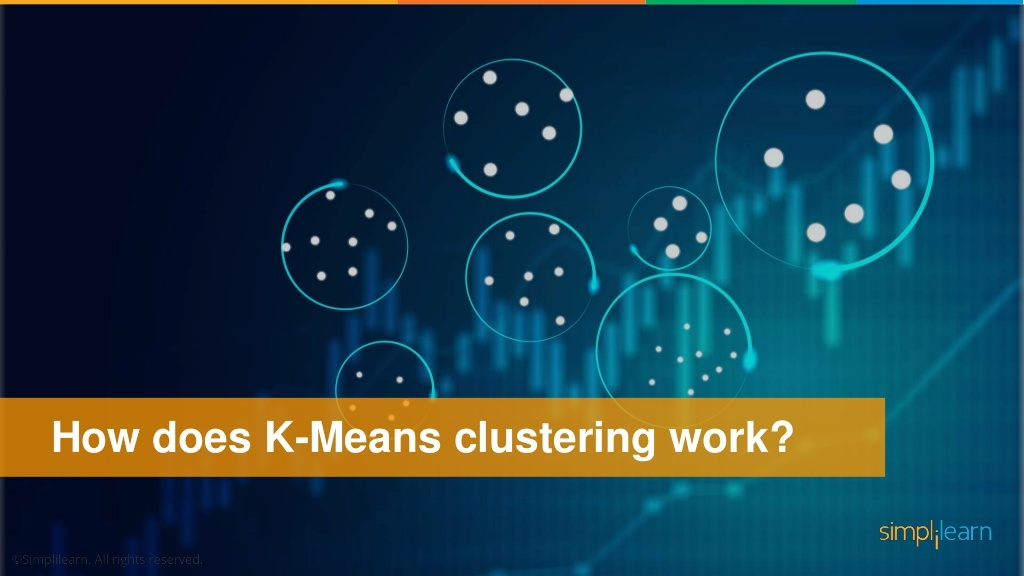 How does K-Means clustering work?
simplilearn
©Simplilearn. All rights reserved.